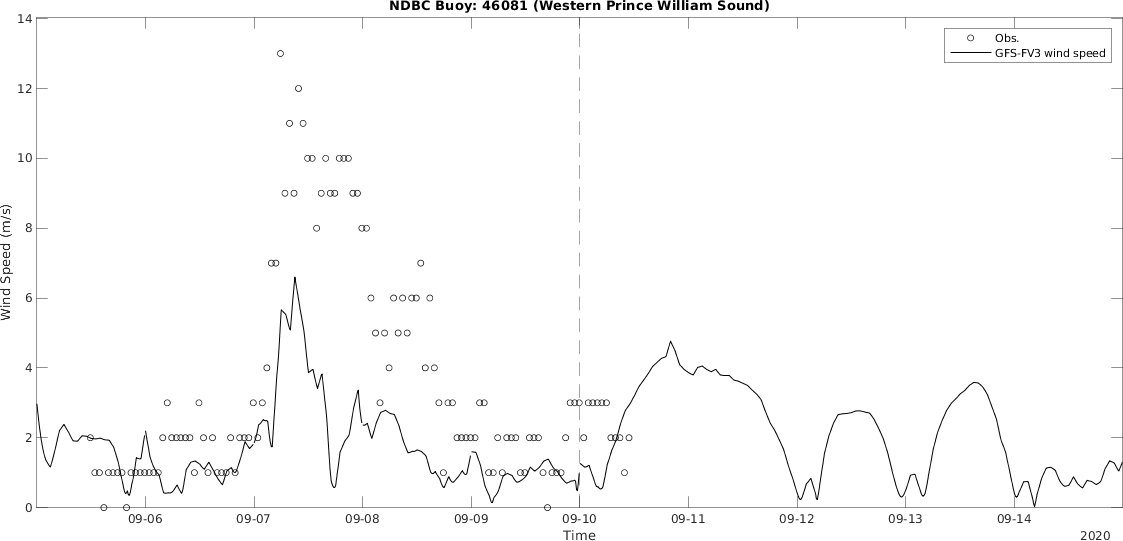 NDBC Buoy: 46081 (Western Prince William Sound)
14
12
10
8
6
4
2
0
Wind Speed (m/s)
Obs.
GFS-FV3 wind speed
09-06 09-07 09-08 09-09 09-10 09-11 09-12 09-13 09-14
Time
2020